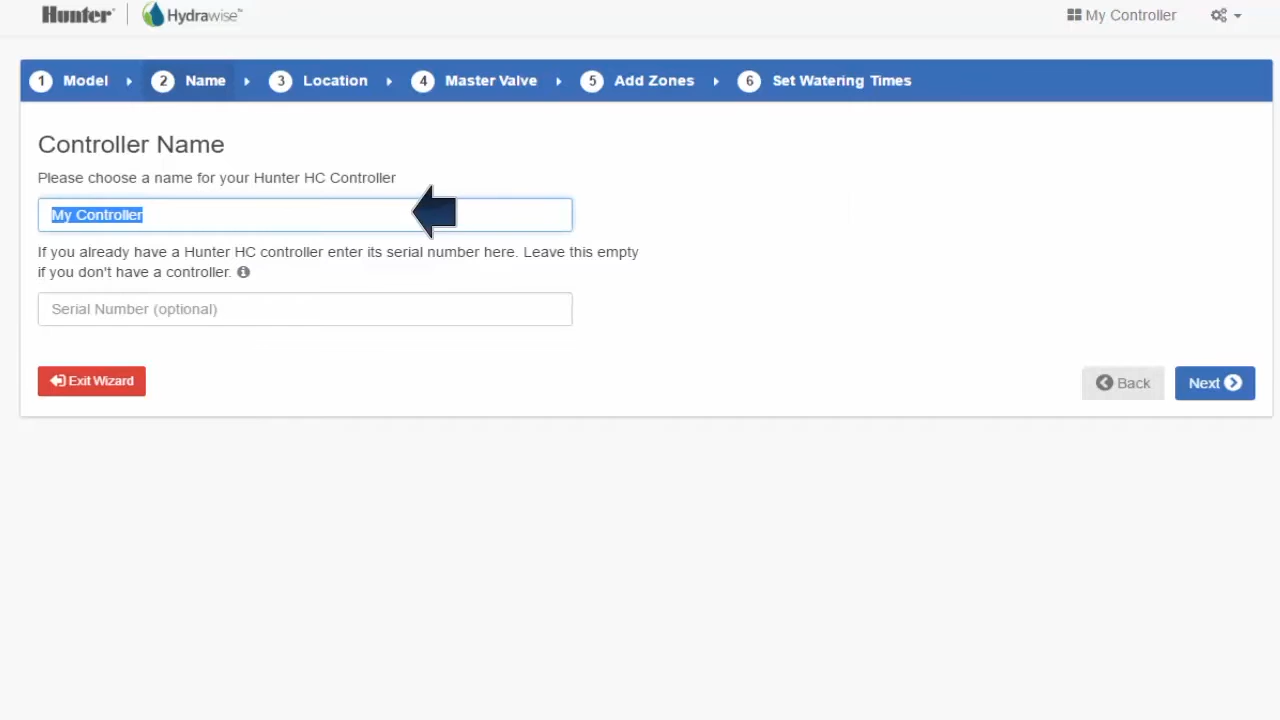 Hunter® Hydrawise™ My Controller
1 Model 2 Name 3 Location 4 Master Valve 5 Add Zones 6 Set Watering Times
Controller Name
Please choose a name for your Hunter HC Controller
My Controller
If you already have a Hunter HC controller enter its serial number here. Leave this empty
if you don't have a controller.
Serial Number (optional)
Exit Wizard Back Next